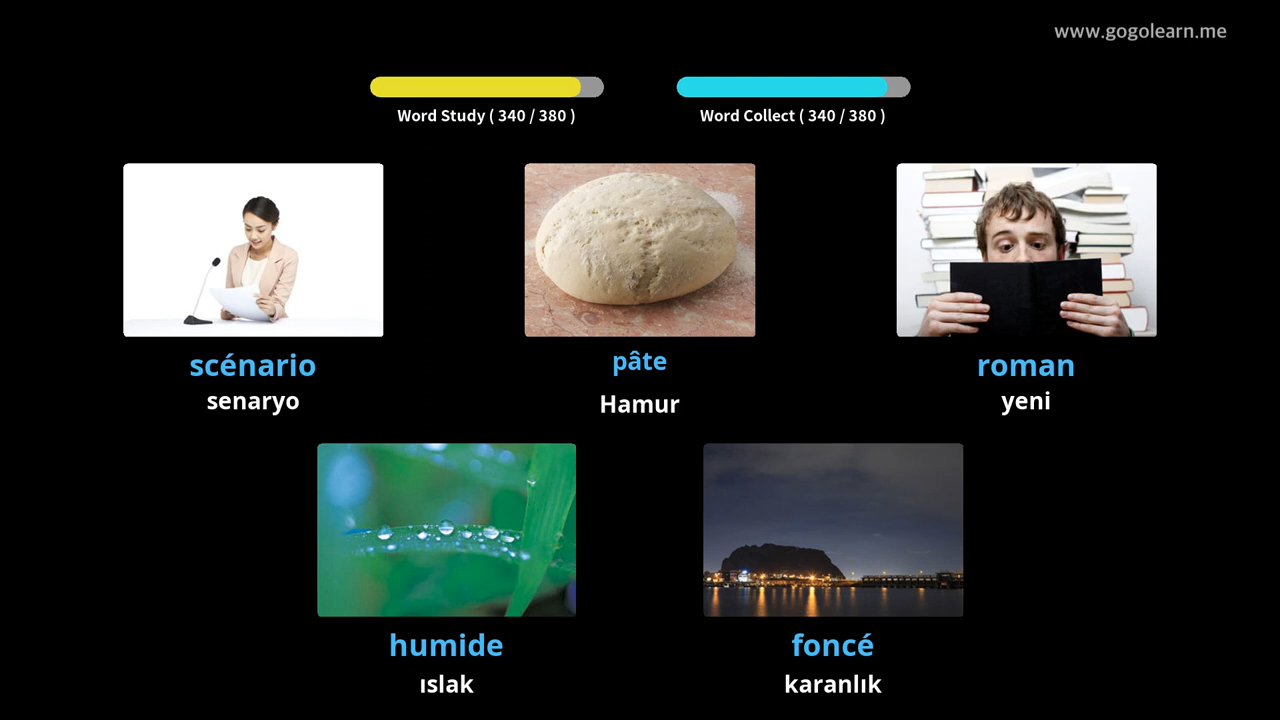 www.gogolearn.me
Word Study ( 340 / 380 )
Word Collect ( 340 / 380 )
scénario
senaryo
pâte
Hamur
roman
yeni
humide
ıslak
foncé
karanlık